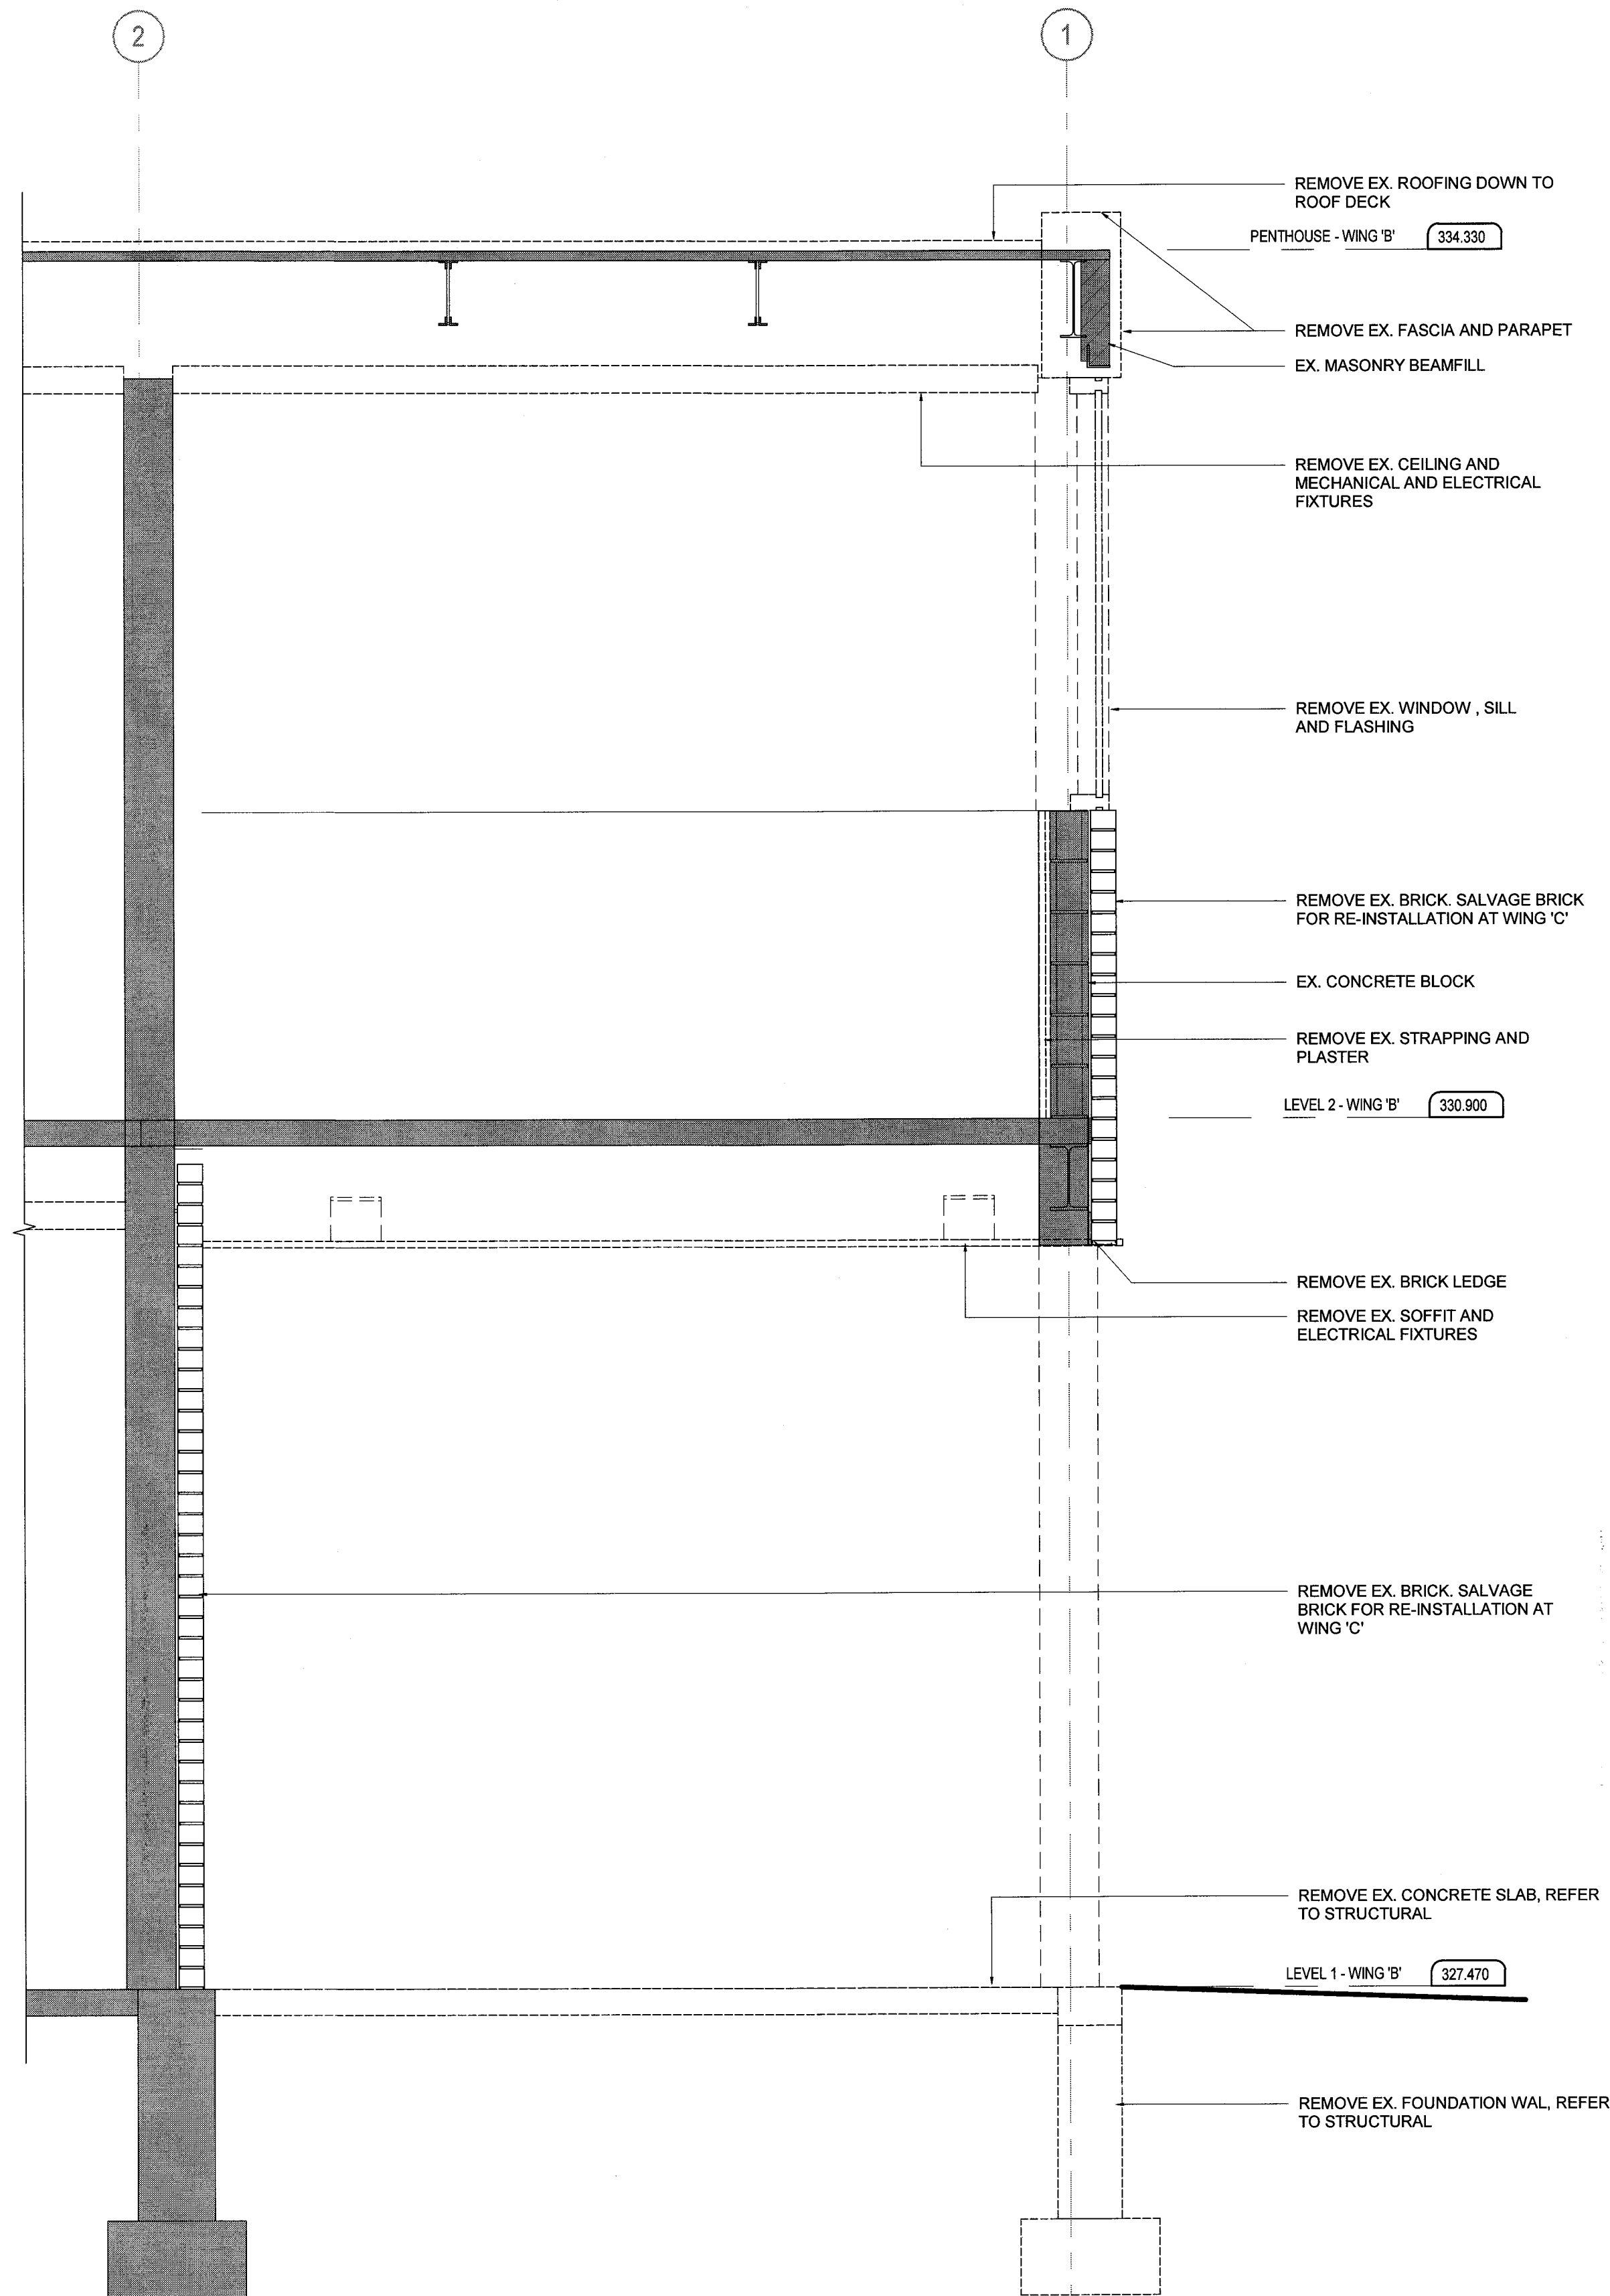 2
1
REMOVE EX. ROOFING DOWN TO
ROOF DECK
PENTHOUSE - WING 'B' 334.330
REMOVE EX. FASCIA AND PARAPET
EX. MASONRY BEAMFILL
REMOVE EX. CEILING AND
MECHANICAL AND ELECTRICAL
FIXTURES
REMOVE EX. WINDOW , SILL
AND FLASHING
REMOVE EX. BRICK. SALVAGE BRICK
FOR RE-INSTALLATION AT WING 'C'
EX. CONCRETE BLOCK
REMOVE EX. STRAPPING AND
PLASTER
LEVEL 2 - WING 'B' 330.900
REMOVE EX. BRICK LEDGE
REMOVE EX. SOFFIT AND
ELECTRICAL FIXTURES
REMOVE EX. BRICK. SALVAGE
BRICK FOR RE-INSTALLATION AT
WING 'C'
REMOVE EX. CONCRETE SLAB, REFER
TO STRUCTURAL
LEVEL 1 - WING 'B' 327.470
REMOVE EX. FOUNDATION WAL, REFER
TO STRUCTURAL